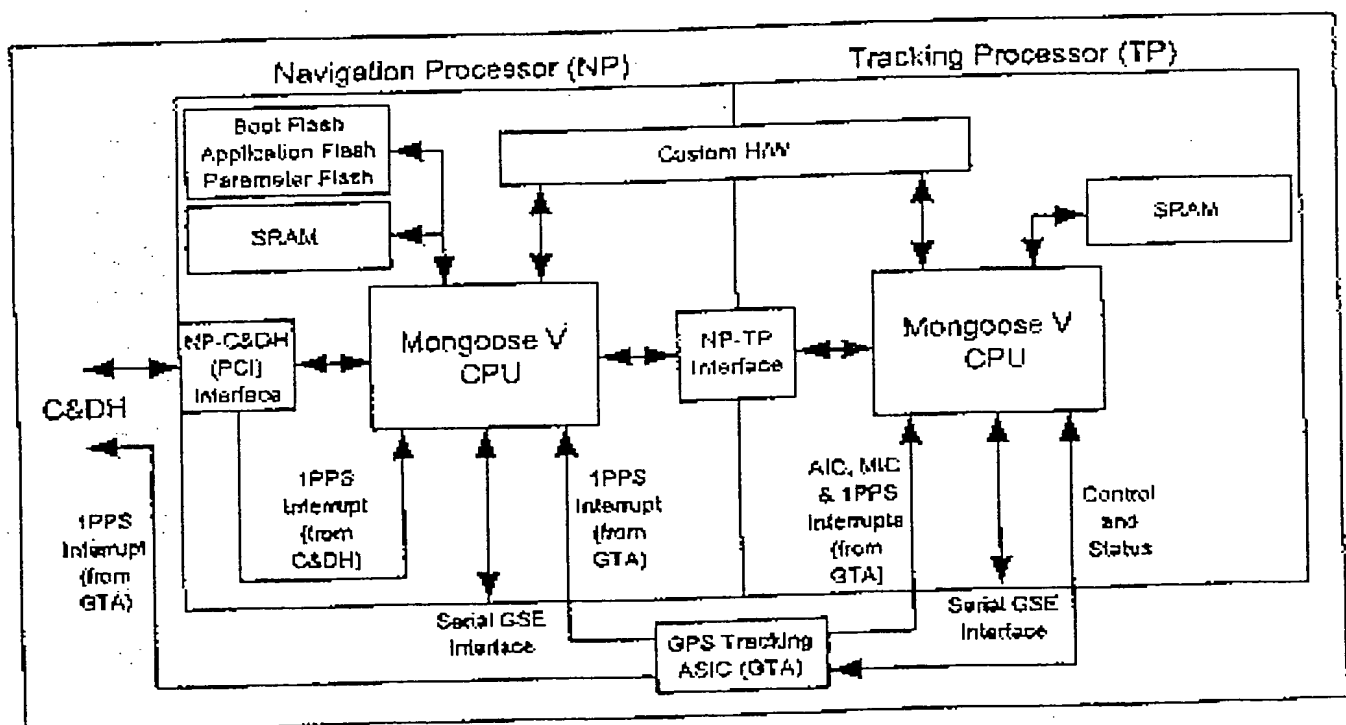 Navigation Processor (NP)
Tracking Processor (TP)
Boot Flash
Application Flash
Parameter Flash
Custom H/W
SRAM
SRAM
NP-C&DH
(PCI)
Interface
Mongoose V
CPU
NP-TP
Interface
Mongoose V
CPU
C&DH
1PPS
Interrupt
(from
GTA)
1PPS
Interrupt
(from
C&DH)
1PPS
Interrupt
(from
GTA)
AIC, MIC
& 1PPS
Interrupts
(from
GTA)
Control
and
Status
Serial GSE
Interface
GPS Tracking
ASIC (GTA)
Serial GSE
Interface